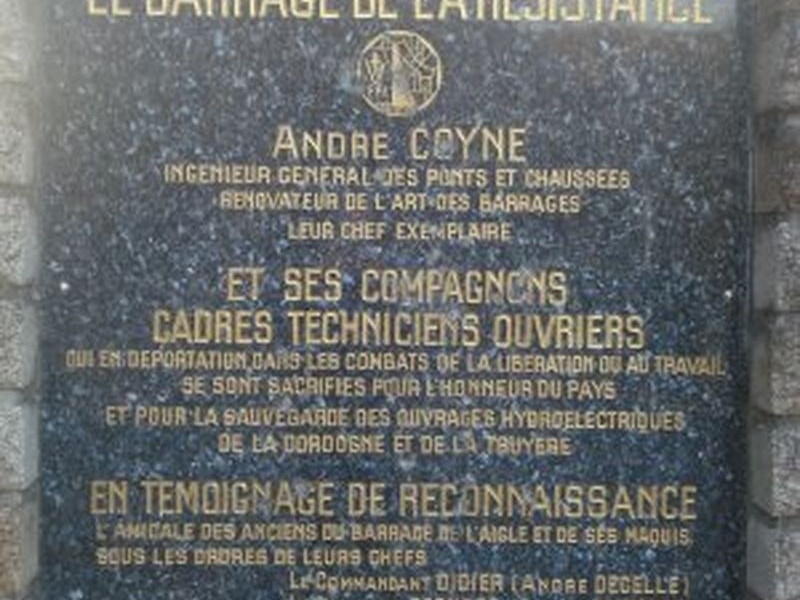 LE BARRAGE DE LA RESISTANCE
ANDRE COYNE
INGENIEUR GENERAL DES PONTS ET CHAUSSEES
RENOVATEUR DE L'ART DES BARRAGES
LEUR CHEF EXEMPLAIRE
ET SES COMPAGNONS
CADRES TECHNICIENS OUVRIERS
QUI EN DEPORTATION DANS LES COMBATS DE LA LIBERATION OU AU TRAVAIL
SE SONT SACRIFIES POUR L'HONNEUR DU PAYS
ET POUR LA SAUVEGARDE DES OUVRAGES HYDROELECTRIQUES
DE LA DORDOGNE ET DE LA TRUYERE
EN TEMOIGNAGE DE RECONNAISSANCE
L'AMICALE DES ANCIENS DU BARRAGE DE L'AIGLE ET DE SES MAQUIS.
SOUS LES ORDRES DE LEURS CHEFS
LE COMMANDANT DIDIER (ANDRE DECELLE)